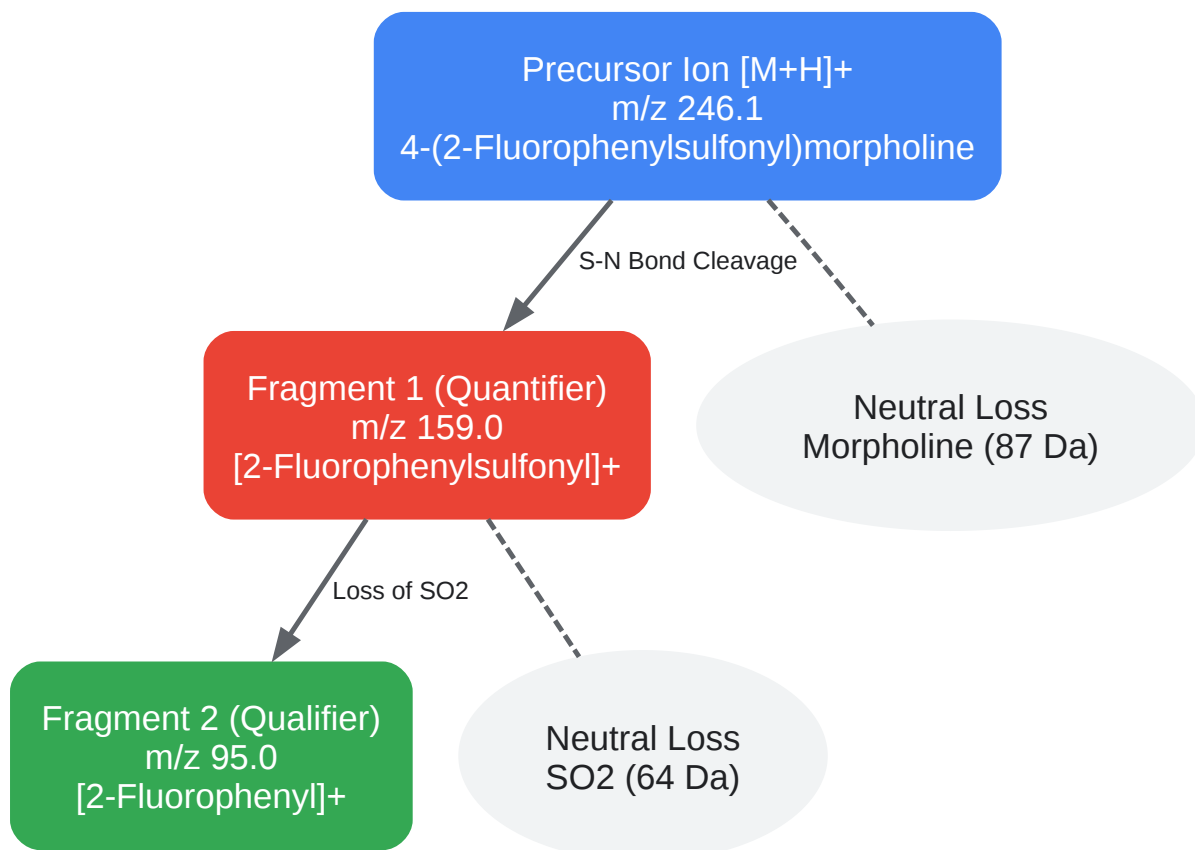 Precursor Ion [M+H]+
m/z 246.1
4-(2-Fluorophenylsulfonyl)morpholine
S-N Bond Cleavage
Fragment 1 (Quantifier)
m/z 159.0
[2-Fluorophenylsulfonyl]+
Neutral Loss
Morpholine (87 Da)
Loss of SO2
Fragment 2 (Qualifier)
m/z 95.0
[2-Fluorophenyl]+
Neutral Loss
SO2 (64 Da)